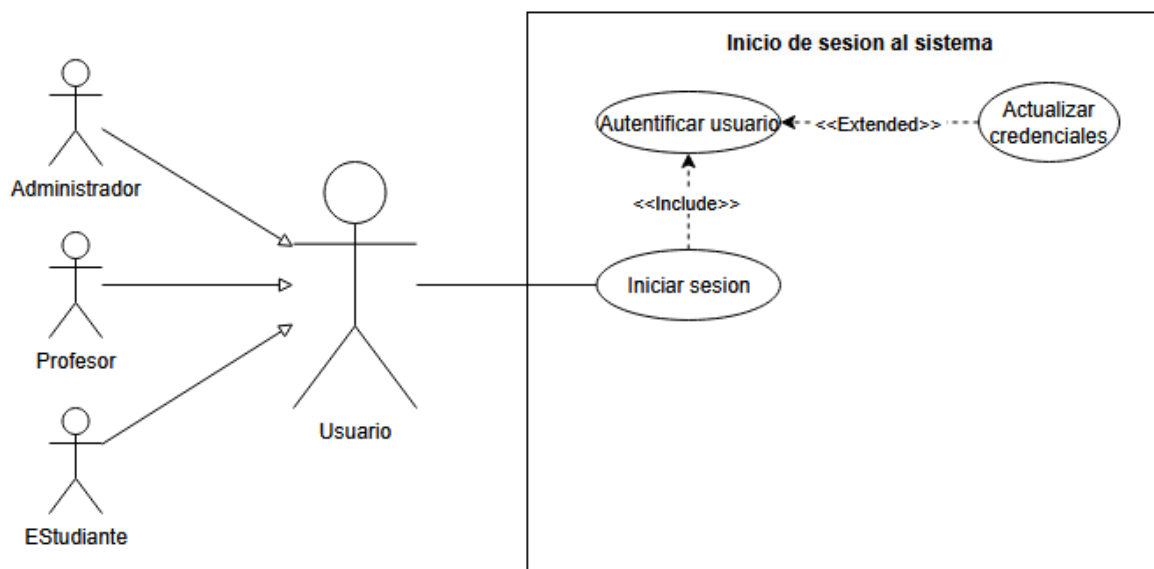 Inicio de sesion al sistema
Administrador
Autentificar usuario
<<Extended>>
Actualizar
credenciales
<<Include>>
Profesor
Usuario
Iniciar sesion
EStudiante